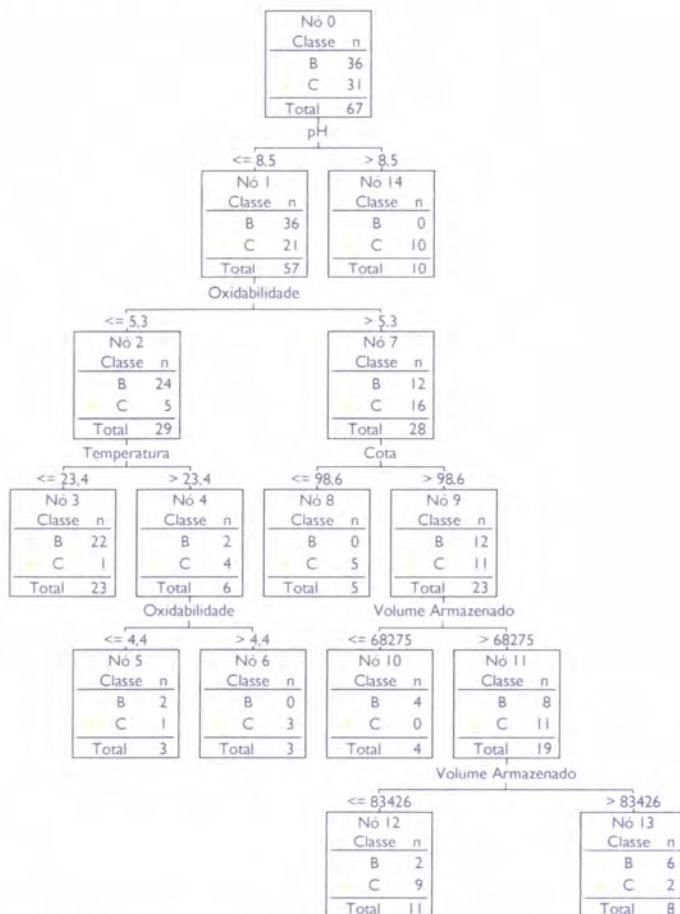 Nó 0
Classe n
B 36
C 31
Total 67
pH
<= 8,5 > 8,5
Nó 1 Nó 14
Classe n Classe n
B 36 B 0
C 21 C 10
Total 57 Total 10
Oxidabilidade
<= 5,3 > 5,3
Nó 2 Nó 7
Classe n Classe n
B 24 B 12
C 5 C 16
Total 29 Total 28
Temperatura Cota
<= 23,4 > 23,4 <= 98,6 > 98,6
Nó 3 Nó 4 Nó 8 Nó 9
Classe n Classe n Classe n Classe n
B 22 B 2 B 0 B 12
C 1 C 4 C 5 C 11
Total 23 Total 6 Total 5 Total 23
Oxidabilidade Volume Armazenado
<= 4,4 > 4,4 <= 68275 > 68275
Nó 5 Nó 6 Nó 10 Nó 11
Classe n Classe n Classe n Classe n
B 2 B 0 B 4 B 8
C 1 C 3 C 0 C 11
Total 3 Total 3 Total 4 Total 19
Volume Armazenado
<= 83426 > 83426
Nó 12 Nó 13
Classe n Classe n
B 2 B 6
C 9 C 2
Total 11 Total 8